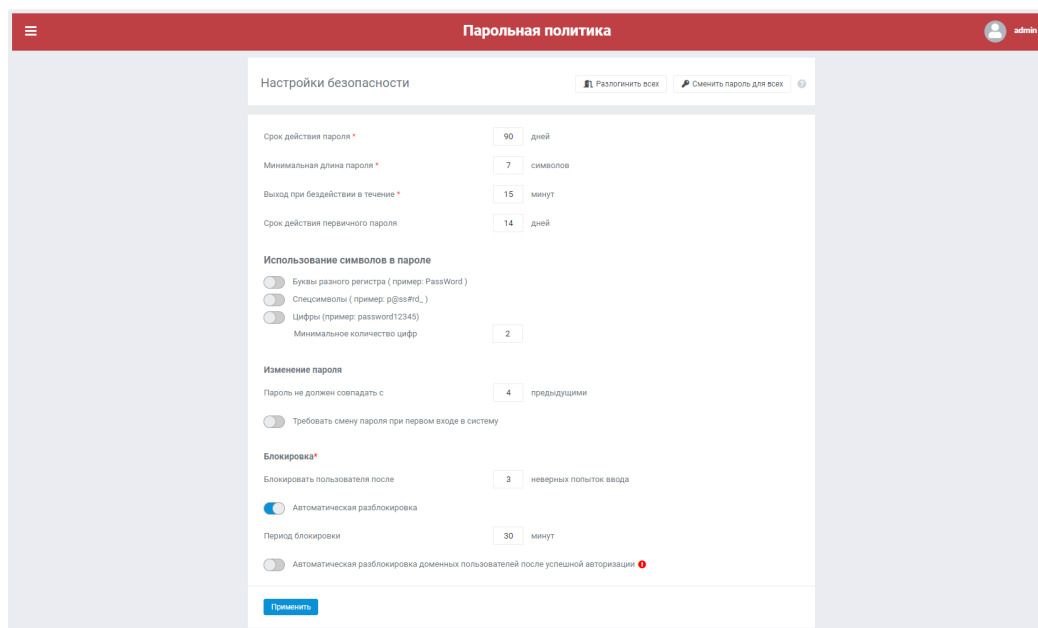 Парольная политика
admin
Настройки безопасности
Разлогинить всех
Сменить пароль для всех
?
Срок действия пароля * 90 дней
Минимальная длина пароля * 7 символов
Выход при бездействии в течение * 15 минут
Срок действия первичного пароля 14 дней
Использование символов в пароле
Буквы разного регистра ( пример: PassWord )
Спецсимволы ( пример: p@ss#rd_ )
Цифры (пример: password12345)
Минимальное количество цифр 2
Изменение пароля
Пароль не должен совпадать с 4 предыдущими
Требовать смену пароля при первом входе в систему
Блокировка*
Блокировать пользователя после 3 неверных попыток ввода
Автоматическая разблокировка
Период блокировки 30 минут
Автоматическая разблокировка доменных пользователей после успешной авторизации !
Применить